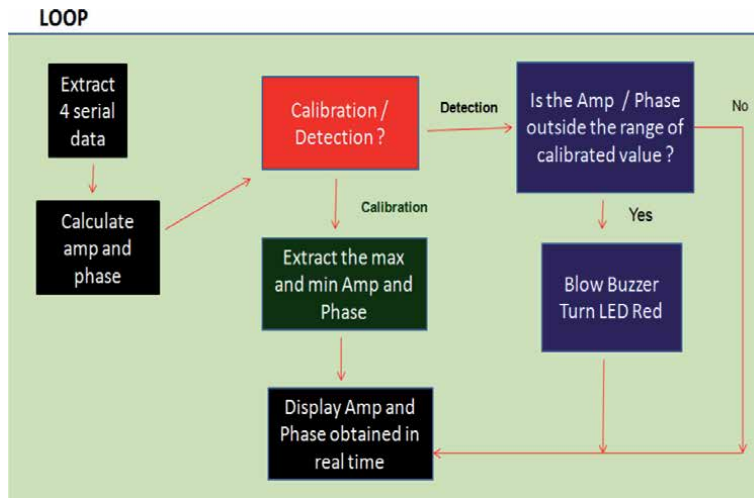 LOOP
Extract
4 serial
data
Calculate
amp and
phase
Calibration /
Detection ?
Detection
Is the Amp / Phase
outside the range of
calibrated value ?
No
Calibration
Yes
Extract the max
and min Amp and
Phase
Blow Buzzer
Turn LED Red
Display Amp and
Phase obtained in
real time